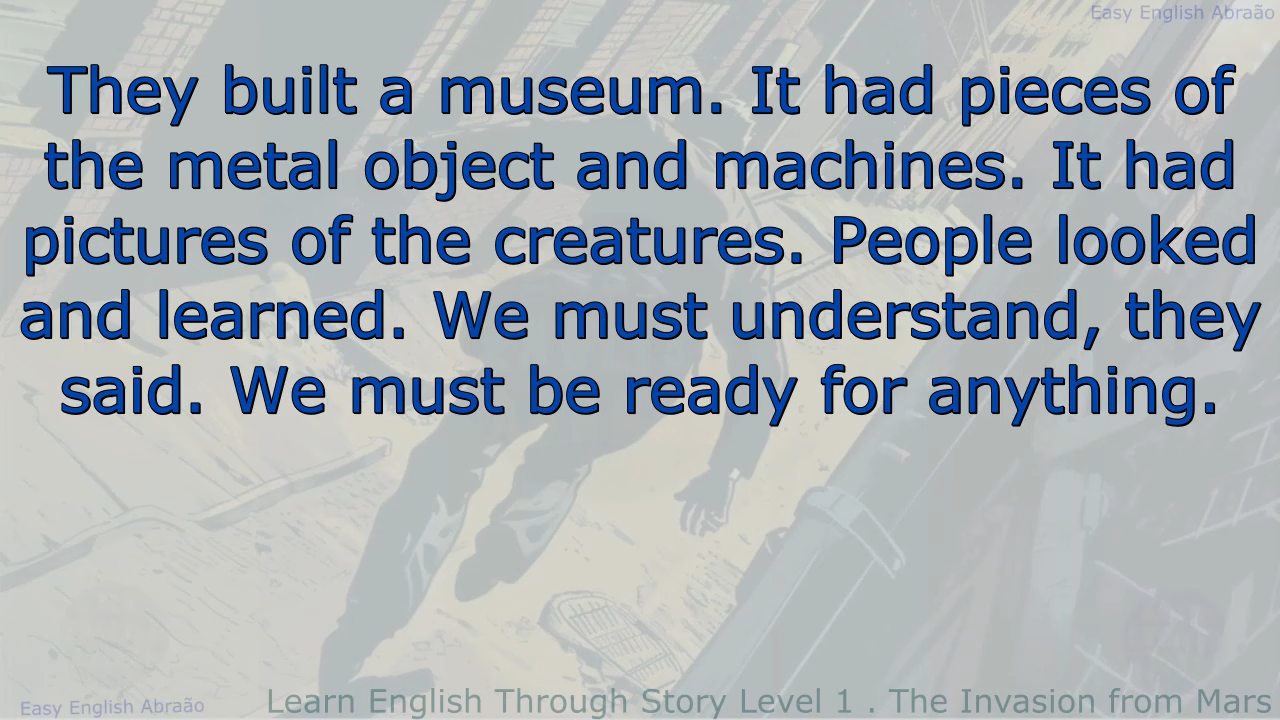 Easy English Abraão
They built a museum. It had pieces of
the metal object and machines. It had
pictures of the creatures. People looked
and learned. We must understand, they
said. We must be ready for anything.
Easy English Abraão
Learn English Through Story Level 1 . The Invasion from Mars